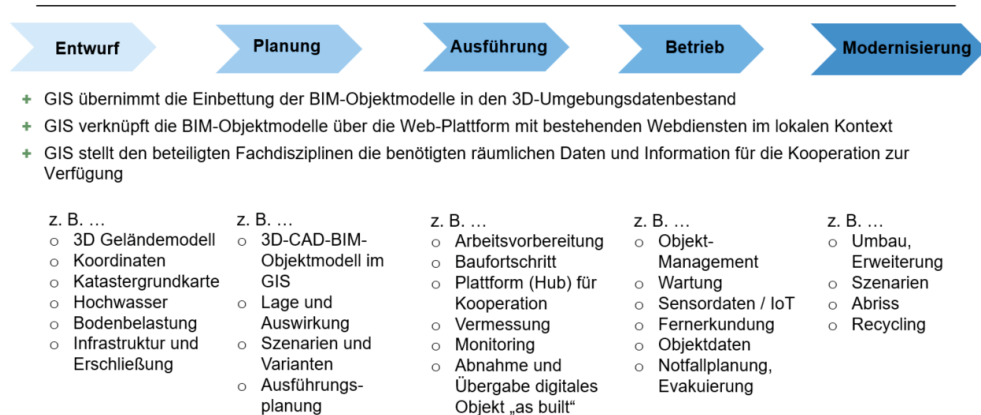 Entwurf
Planung
Ausführung
Betrieb
Modernisierung
+ GIS übernimmt die Einbettung der BIM-Objektmodelle in den 3D-Umgebungsdatenbestand
+ GIS verknüpft die BIM-Objektmodelle über die Web-Plattform mit bestehenden Webdiensten im lokalen Kontext
+ GIS stellt den beteiligten Fachdisziplinen die benötigten räumlichen Daten und Information für die Kooperation zur
Verfügung
z. B. …
o 3D Geländemodell
o Koordinaten
o Katastergrundkarte
o Hochwasser
o Bodenbelastung
o Infrastruktur und
Erschließung
z. B. …
o 3D-CAD-BIM-
Objektmodell im
GIS
o Lage und
Auswirkung
o Szenarien und
Varianten
o Ausführungs-
planung
z. B. …
o Arbeitsvorbereitung
o Baufortschritt
o Plattform (Hub) für
Kooperation
o Vermessung
o Monitoring
o Abnahme und
Übergabe digitales
Objekt „as built“
z. B. …
o Objekt-
Management
o Wartung
o Sensordaten / IoT
o Fernerkundung
o Objektdaten
o Notfallplanung,
Evakuierung
z. B. …
o Umbau,
Erweiterung
o Szenarien
o Abriss
o Recycling